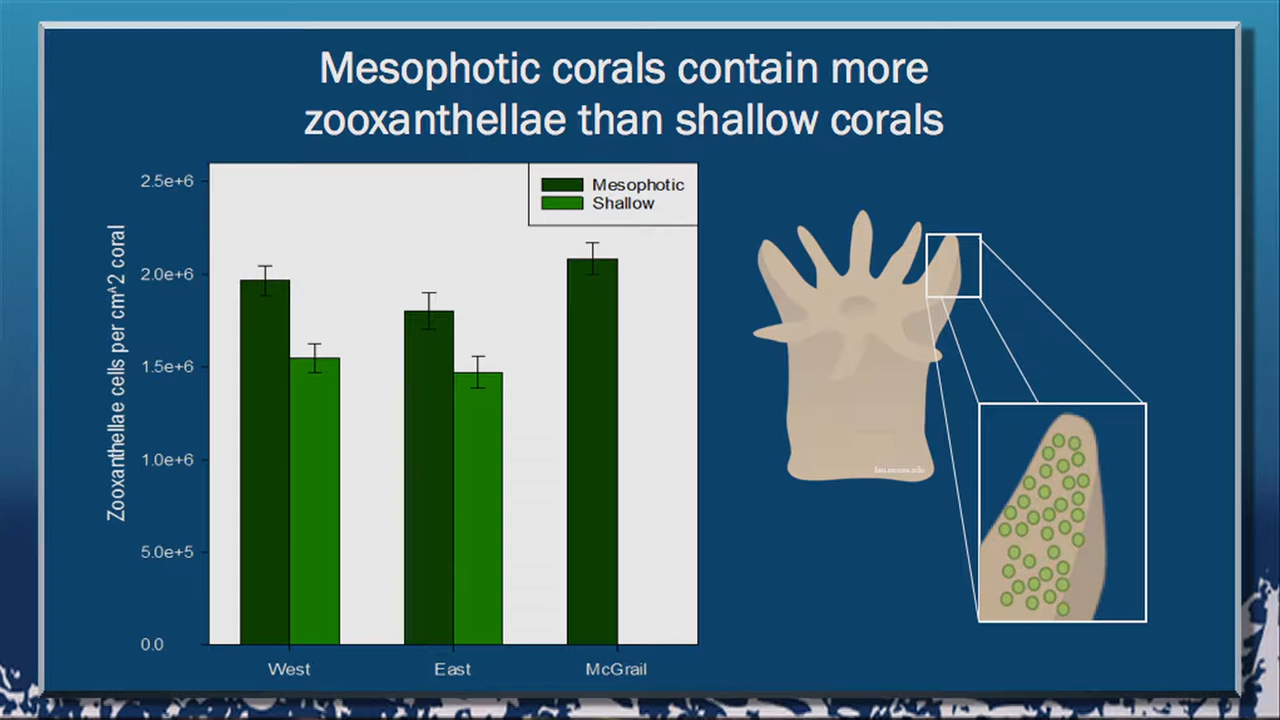 Mesophotic corals contain more
zooxanthellae than shallow corals
Mesophotic
Shallow
Zooxanthellae cells per cm^2 coral
2.5e+6
2.0e+6
1.5e+6
1.0e+6
5.0e+5
0.0
West
East
McGrail